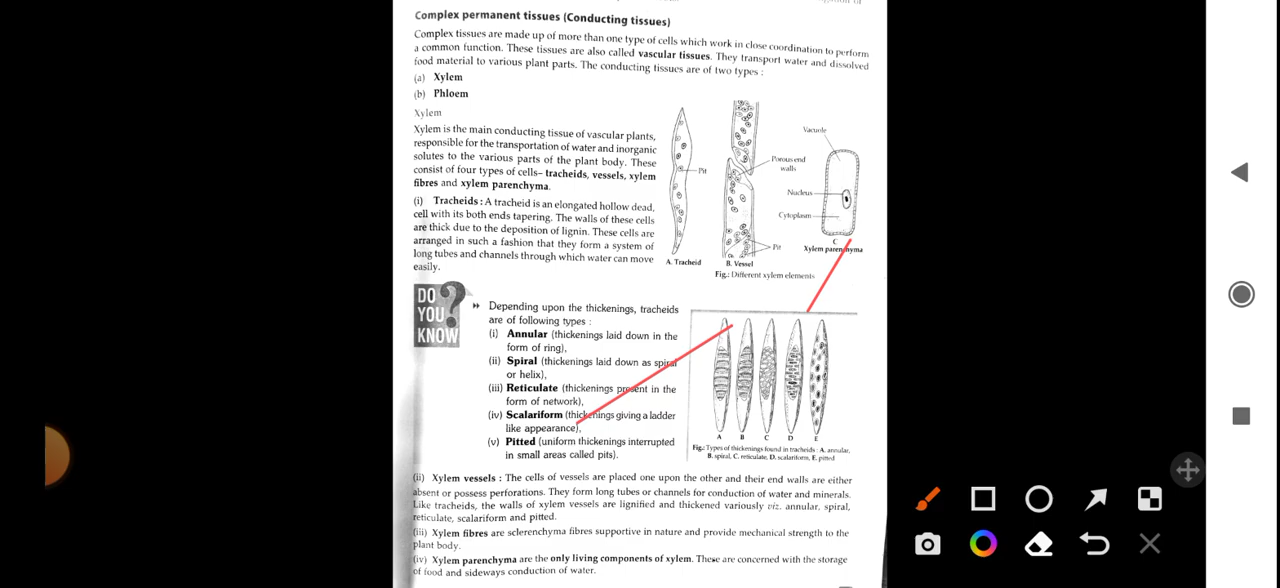 Complex permanent tissues (Conducting tissues)
Complex tissues are made up of more than one type of cells which work in close coordination to perform
a common function. These tissues are also called vascular tissues. They transport water and dissolved
food material to various plant parts. The conducting tissues are of two types :
(a) Xylem
(b) Phloem
Xylem
Xylem is the main conducting tissue of vascular plants,
responsible for the transportation of water and inorganic
solutes to the various parts of the plant body. These
consist of four types of cells– tracheids, vessels, xylem
fibres and xylem parenchyma.
(i) Tracheids : A tracheid is an elongated hollow dead,
cell with its both ends tapering. The walls of these cells
are thick due to the deposition of lignin. These cells are
arranged in such a fashion that they form a system of
long tubes and channels through which water can move
easily.
Pit
A. Tracheid
Porous end
walls
Pit
B. Vessel
Vacuole
Nucleus
Cytoplasm
C
Xylem parenchyma
Fig.: Different xylem elements
DO
YOU
KNOW
?
Depending upon the thickenings, tracheids
are of following types :
(i) Annular (thickenings laid down in the
form of ring),
(ii) Spiral (thickenings laid down as spiral
or helix),
(iii) Reticulate (thickenings present in the
form of network),
(iv) Scalariform (thickenings giving a ladder
like appearance),
(v) Pitted (uniform thickenings interrupted
in small areas called pits).
A B C D E
Fig.: Types of thickenings found in tracheids : A. annular,
B. spiral, C. reticulate, D. scalariform, E. pitted
(ii) Xylem vessels : The cells of vessels are placed one upon the other and their end walls are either
absent or possess perforations. They form long tubes or channels for conduction of water and minerals.
Like tracheids, the walls of xylem vessels are lignified and thickened variously viz. annular, spiral,
reticulate, scalariform and pitted.
(iii) Xylem fibres are sclerenchyma fibres supportive in nature and provide mechanical strength to the
plant body.
(iv) Xylem parenchyma are the only living components of xylem. These are concerned with the storage
of food and sideways conduction of water.